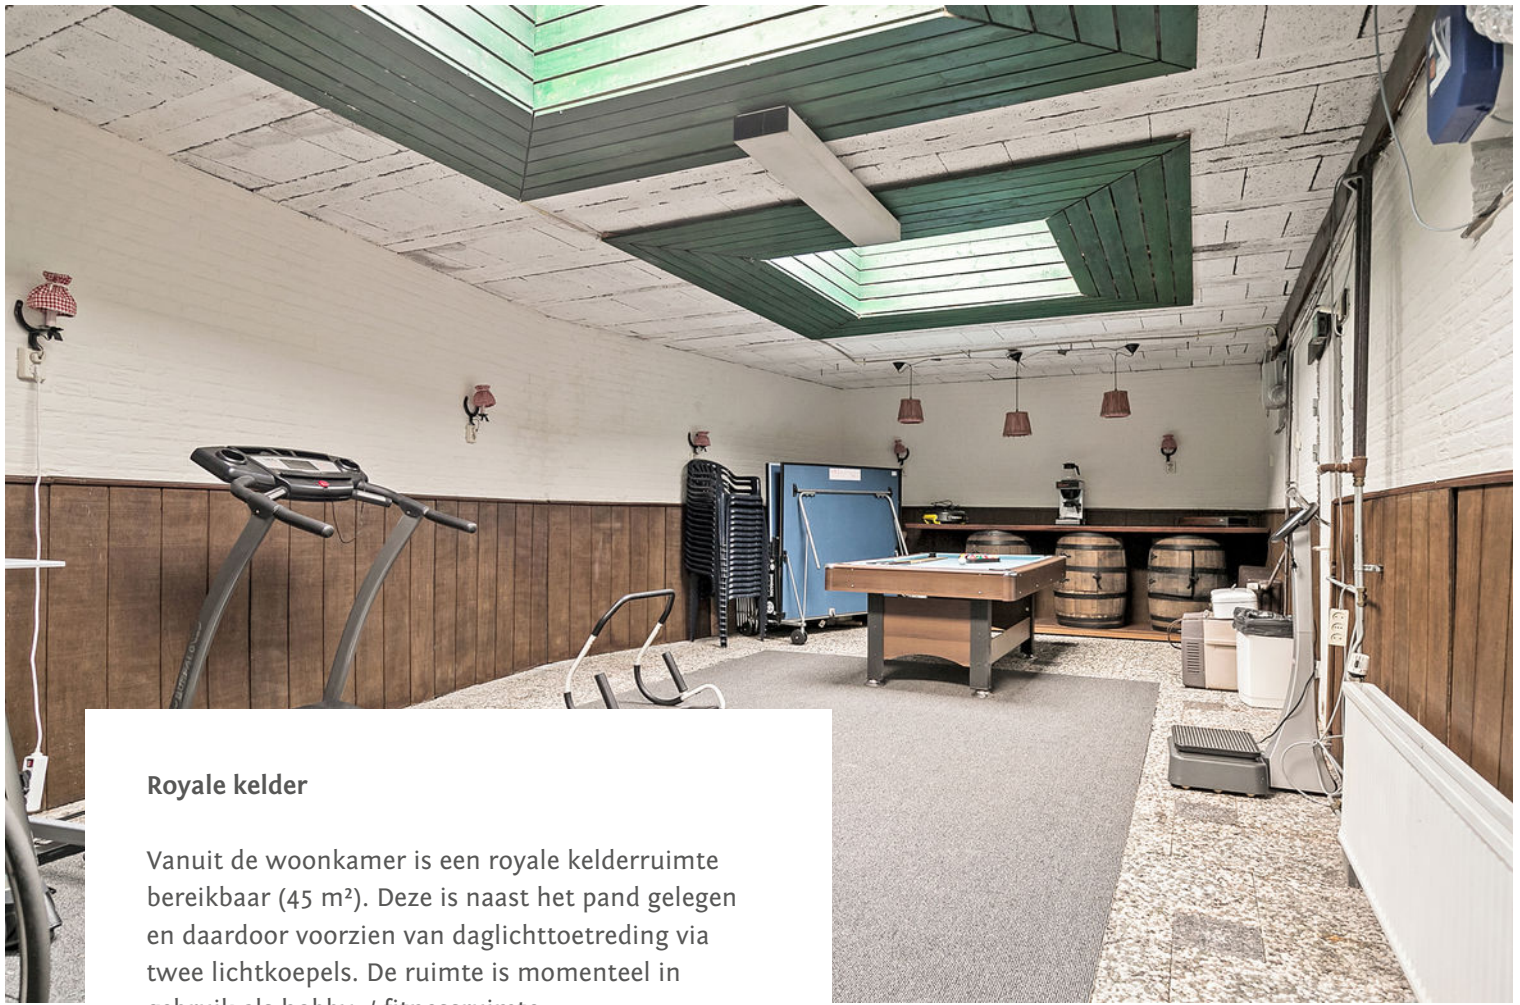 Royale kelder
Vanuit de woonkamer is een royale kelderruimte
bereikbaar (45 m²). Deze is naast het pand gelegen
en daardoor voorzien van daglichttoetreding via
twee lichtkoepels. De ruimte is momenteel in